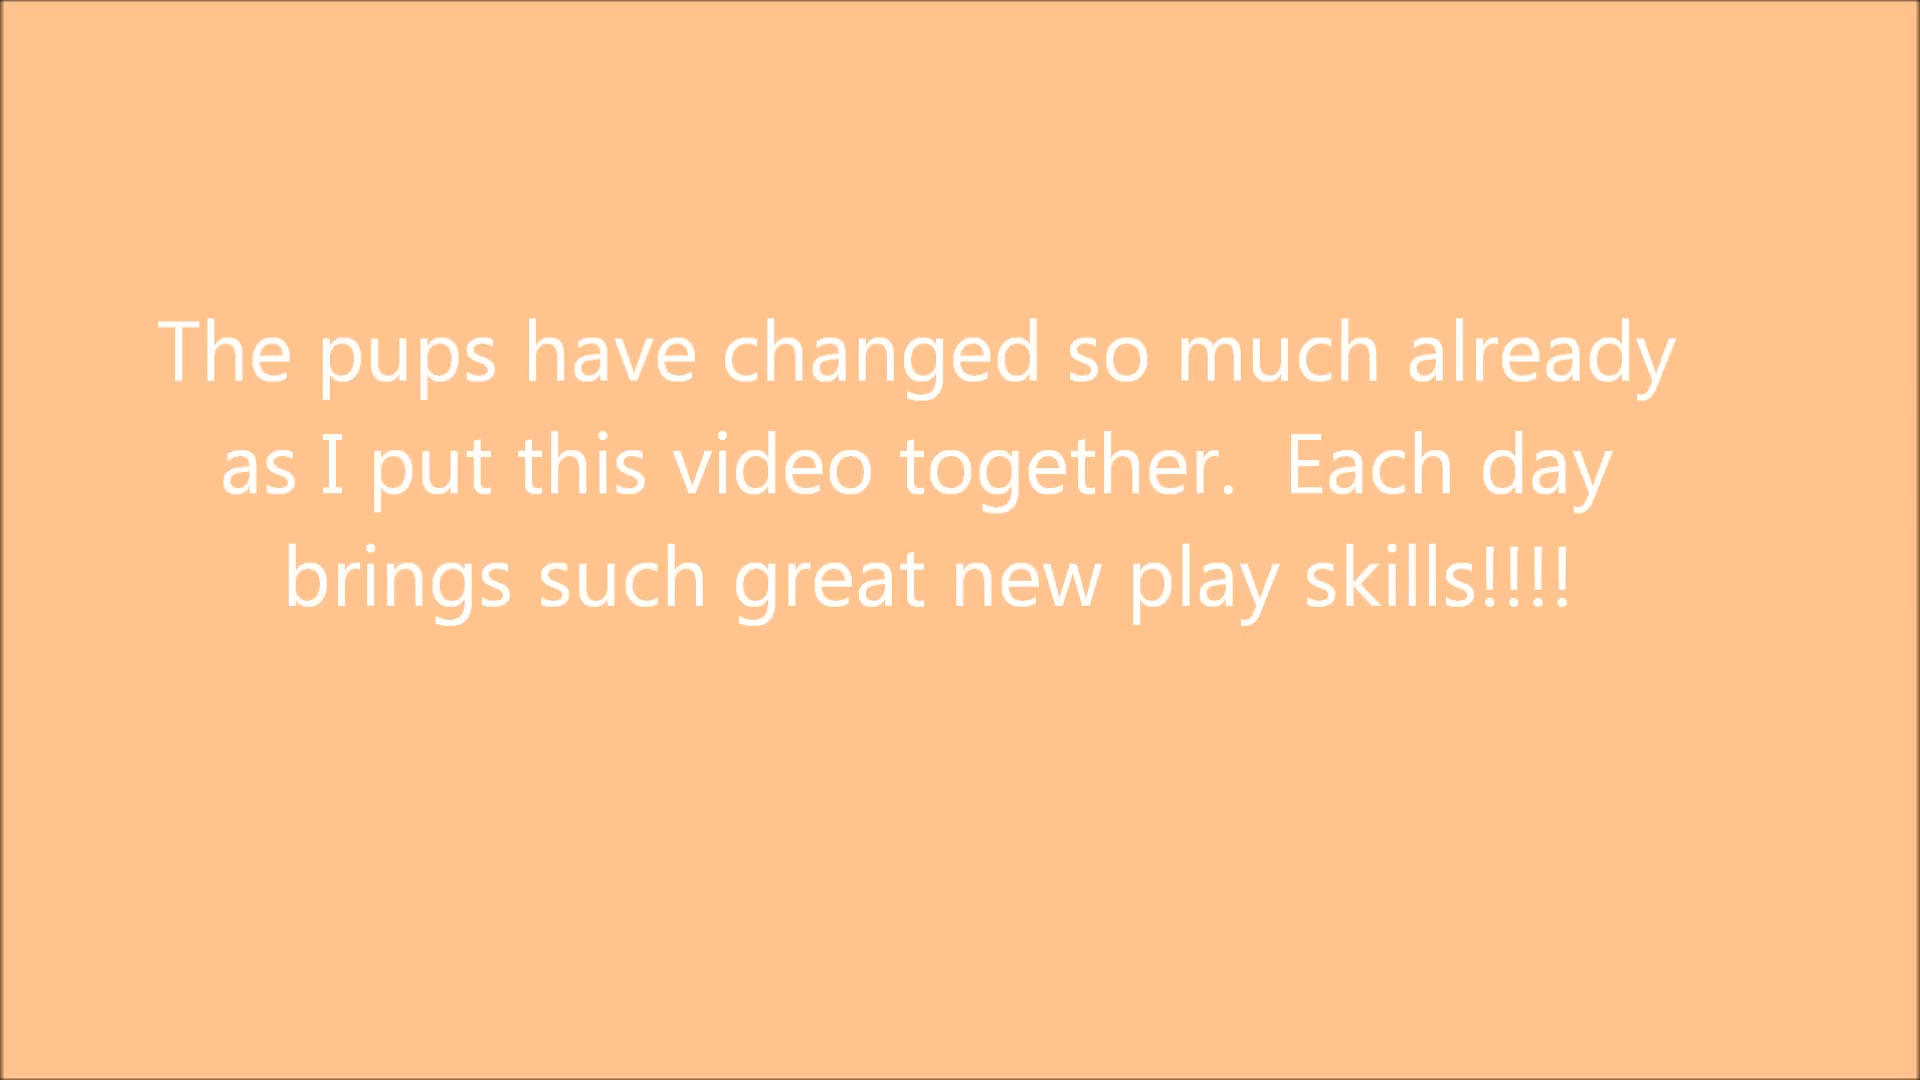 The pups have changed so much already
as I put this video together.  Each day
brings such great new play skills!!!!